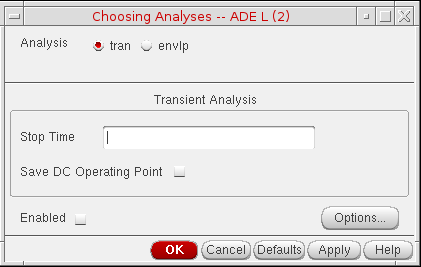 Choosing Analyses -- ADE L (2)
Analysis tran envlp
Transient Analysis
Stop Time
Save DC Operating Point
Enabled Options...
OK Cancel Defaults Apply Help